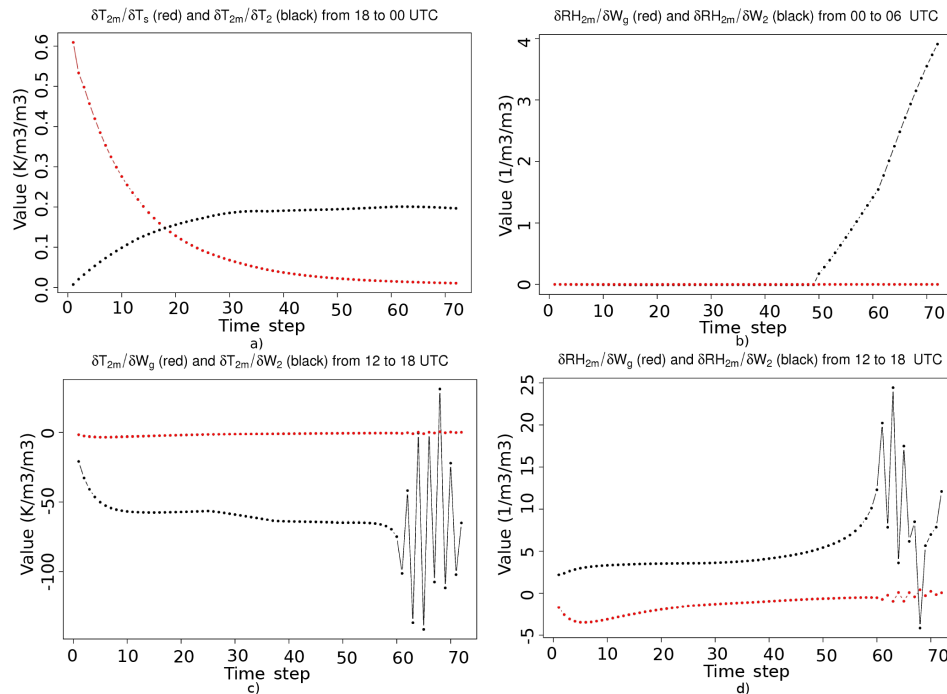 δT2m/δTs (red) and δT2m/δT2 (black) from 18 to 00 UTC
Value (K/m3/m3)
0.6
0.5
0.4
0.3
0.2
0.1
0.0
0 10 20 30 40 50 60 70
Time step
a)
δRH2m/δWg (red) and δRH2m/δW2 (black) from 00 to 06 UTC
Value (1/m3/m3)
4
3
2
1
0
0 10 20 30 40 50 60 70
Time step
b)
δT2m/δWg (red) and δT2m/δW2 (black) from 12 to 18 UTC
Value (K/m3/m3)
0
-50
-100
0 10 20 30 40 50 60 70
Time step
c)
δRH2m/δWg (red) and δRH2m/δW2 (black) from 12 to 18 UTC
Value (1/m3/m3)
25
20
15
10
5
0
-5
0 10 20 30 40 50 60 70
Time step
d)